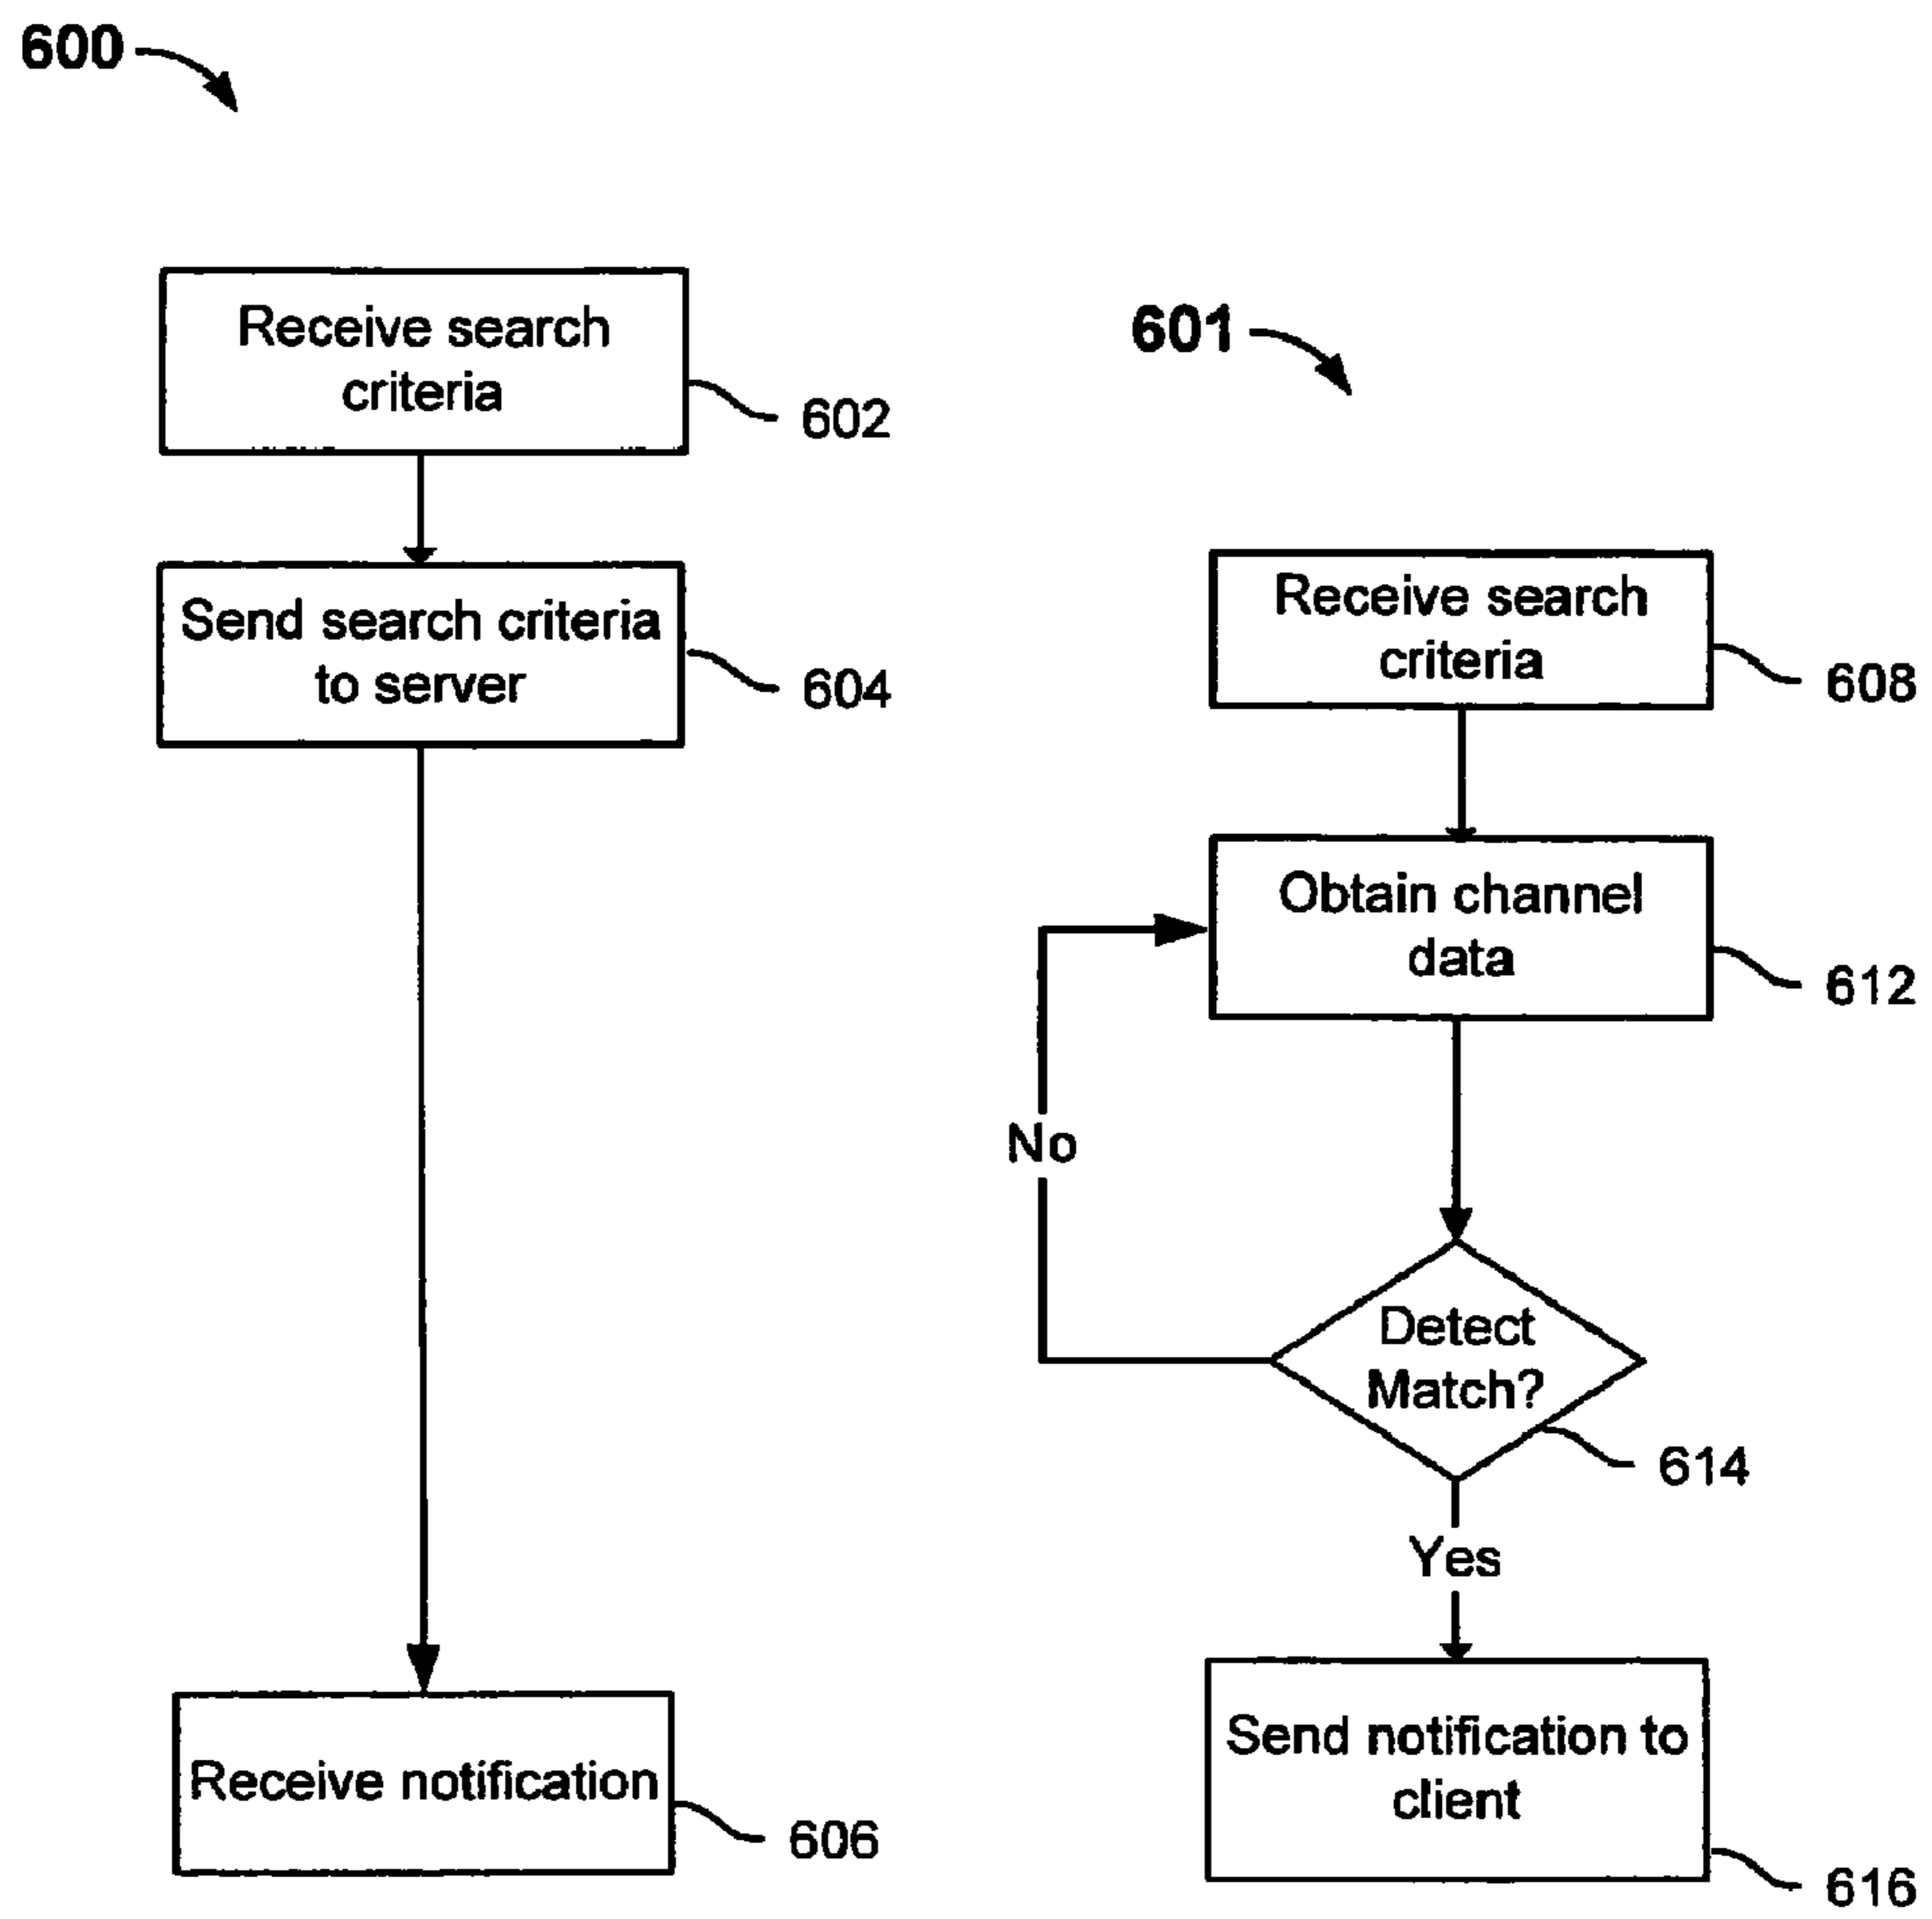 600
Receive search
criteria
602
Send search criteria
to server
604
Receive notification
606
601
Receive search
criteria
608
Obtain channel
data
612
No
Detect
Match?
614
Yes
Send notification to
client
616